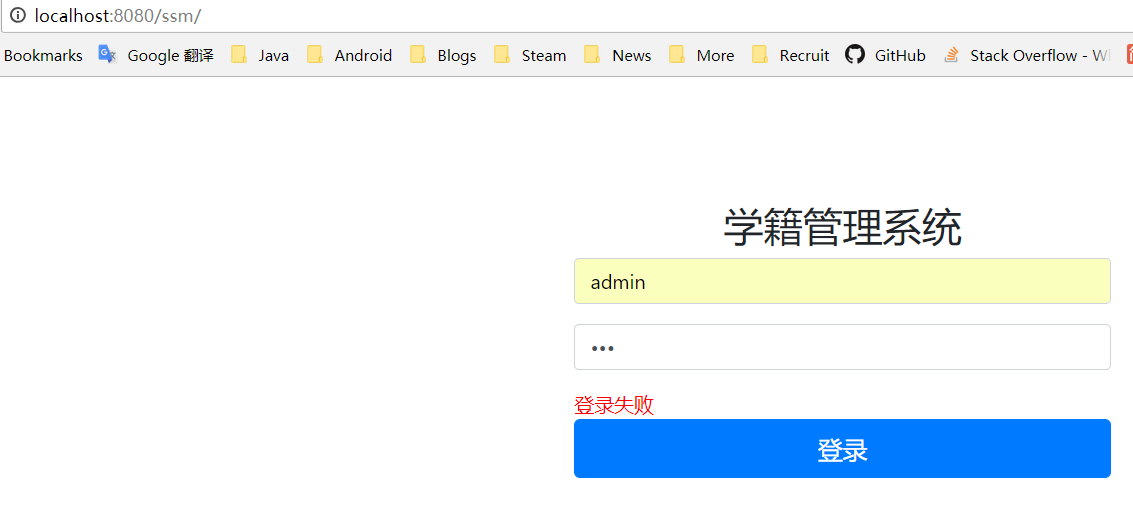 localhost:8080/ssm/
Bookmarks Google 翻译 Java Android Blogs Steam News More Recruit GitHub Stack Overflow - W
学籍管理系统
admin
•••
登录失败
登录